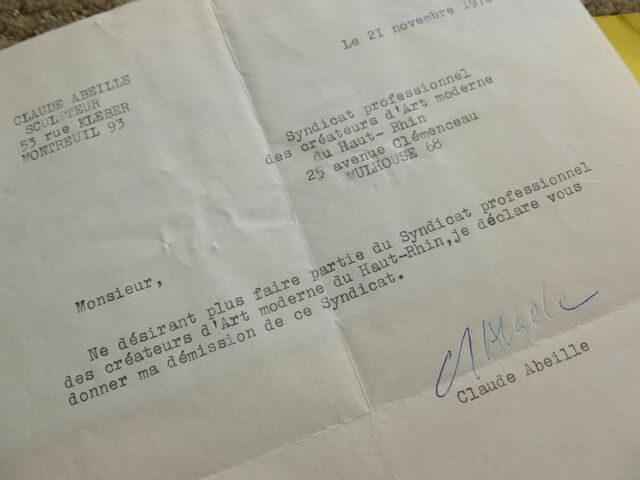 Le 21 novembre
CLAUDE ABEILLE
SCULPTEUR
53 rue KLEBER
MONTREUIL 93
Syndicat professionnel
des créateurs d'Art moderne
du Haut- Rhin
25 avenue Clémenceau
MULHOUSE 68
Monsieur,
Ne désirant plus faire partie du Syndicat professionnel
des créateurs d'Art moderne du Haut-Rhin,je déclare vous
donner ma démission de ce Syndicat.
Abeille
Claude Abeille